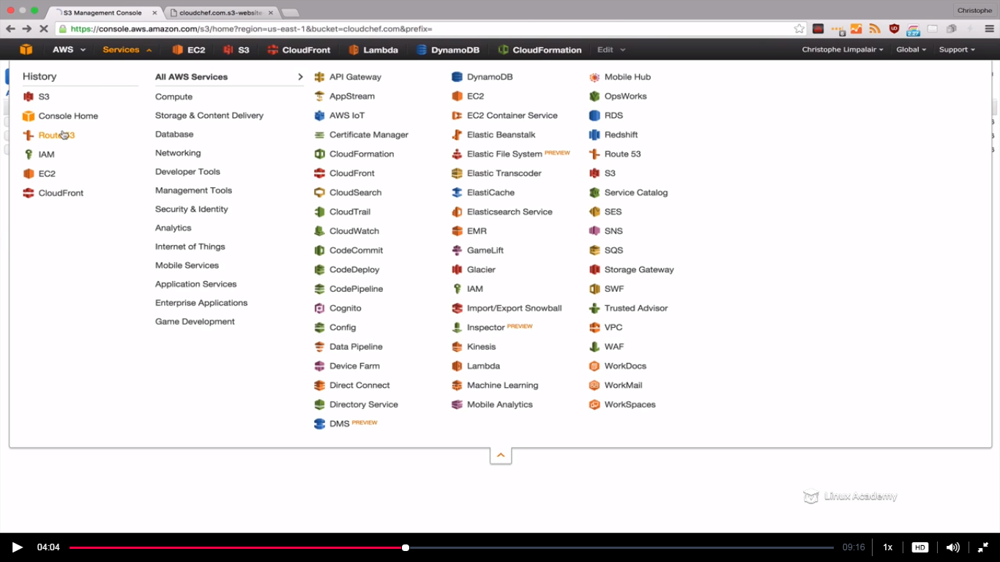 S3 Management Console
cloudchef.com.s3-website
Christophe
https://console.aws.amazon.com/s3/home?region=us-east-1&bucket=cloudchef.com&prefix=
2.27
AWS Services EC2 S3 CloudFront Lambda DynamoDB CloudFormation Edit Christophe Limpalair Global Support
History
S3
Console Home
Route 53
IAM
EC2
CloudFront
All AWS Services
Compute
Storage & Content Delivery
Database
Networking
Developer Tools
Management Tools
Security & Identity
Analytics
Internet of Things
Mobile Services
Application Services
Enterprise Applications
Game Development
API Gateway
AppStream
AWS IoT
Certificate Manager
CloudFormation
CloudFront
CloudSearch
CloudTrail
CloudWatch
CodeCommit
CodeDeploy
CodePipeline
Cognito
Config
Data Pipeline
Device Farm
Direct Connect
Directory Service
DMS PREVIEW
DynamoDB
EC2
EC2 Container Service
Elastic Beanstalk
Elastic File System PREVIEW
Elastic Transcoder
ElastiCache
Elasticsearch Service
EMR
GameLift
Glacier
IAM
Import/Export Snowball
Inspector PREVIEW
Kinesis
Lambda
Machine Learning
Mobile Analytics
Mobile Hub
OpsWorks
RDS
Redshift
Route 53
S3
Service Catalog
SES
SNS
SQS
Storage Gateway
SWF
Trusted Advisor
VPC
WAF
WorkDocs
WorkMail
WorkSpaces
Linux Academy
04:04
09:16
1x
HD